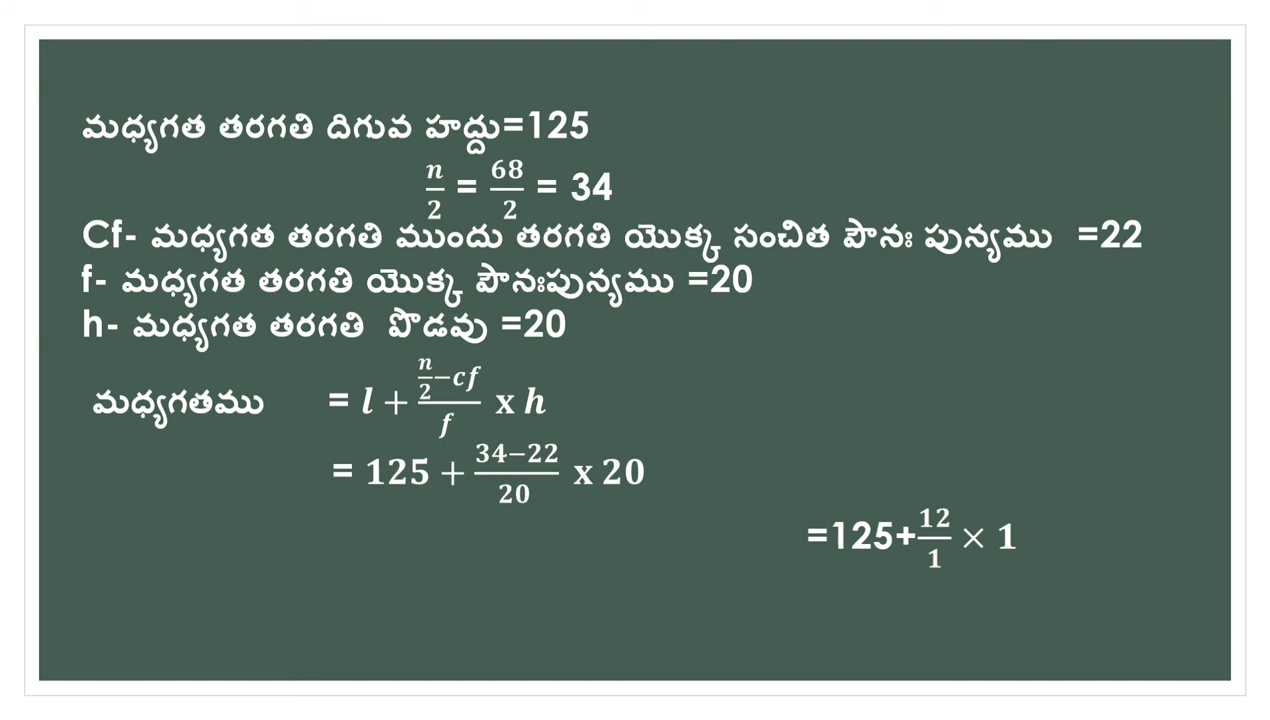 మధ్యగత తరగతి దిగువ హద్దు=125
n/2 = 68/2 = 34
Cf- మధ్యగత తరగతి ముందు తరగతి యొక్క సంచిత పౌనః పున్యము =22
f- మధ్యగత తరగతి యొక్క పౌనఃపున్యము =20
h- మధ్యగత తరగతి పొడవు =20
మధ్యగతము = l + (n/2−cf)/f x h
= 125 + (34−22)/20 x 20
=125+12/1 × 1